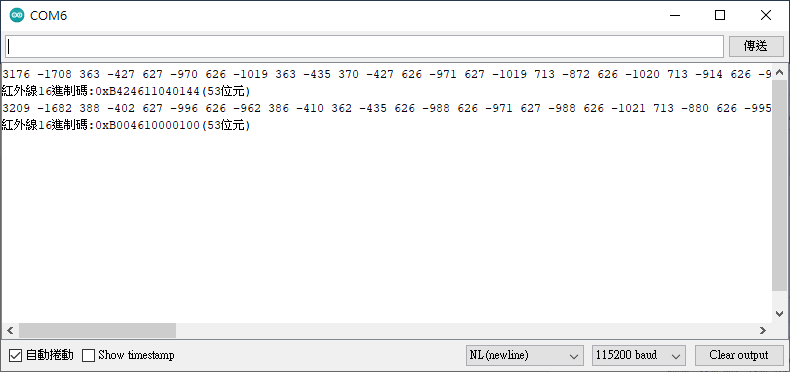 COM6
傳送
3176 -1708 363 -427 627 -970 626 -1019 363 -435 370 -427 626 -971 627 -1019 713 -872 626 -1020 713 -914 626 -9
紅外線16進制碼:0xB424611040144(53位元)
3209 -1682 388 -402 627 -996 626 -962 386 -410 362 -435 626 -988 626 -971 627 -988 626 -1021 713 -880 626 -995
紅外線16進制碼:0xB004610000100(53位元)
自動捲動 Show timestamp NL(newline) 115200 baud Clear output